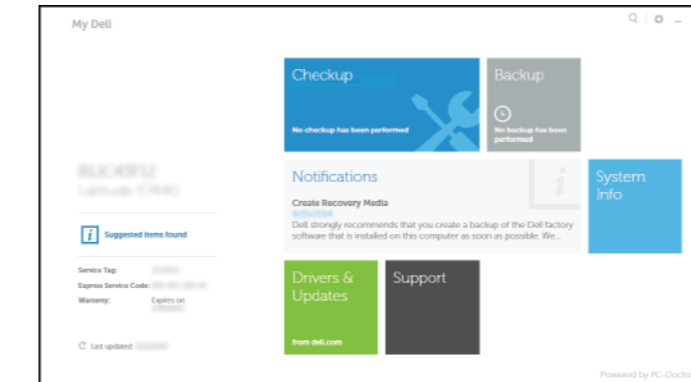 My Dell
Checkup
No checkup has been performed
Backup
No backup has been
performed
Notifications
Create Recovery Media
Dell strongly recommends that you create a backup of the Dell factory
software that is installed on this computer as soon as possible. We...
System
Info
i
Suggested items found
Service Tag:
Express Service Code:
Warranty: Expires on
Last updated:
Drivers &
Updates
from dell.com
Support
Powered by PC-Docto